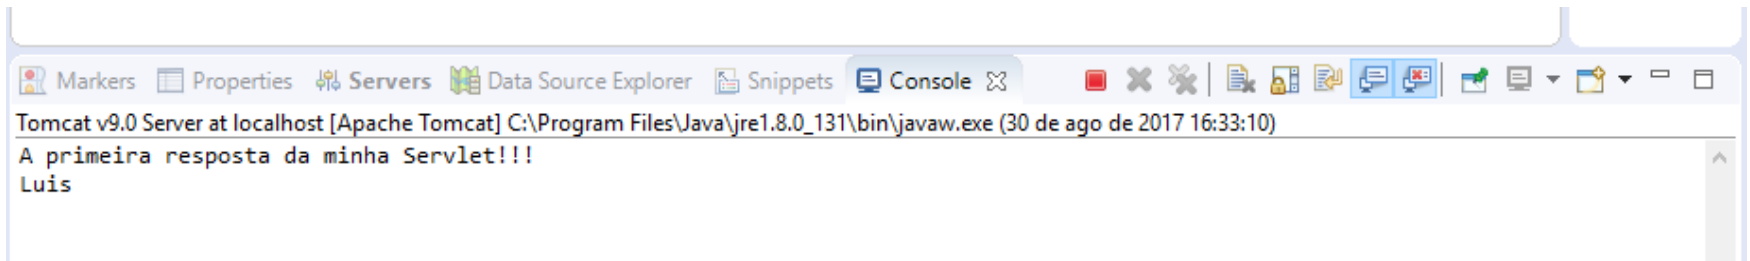 Markers Properties Servers Data Source Explorer Snippets Console
Tomcat v9.0 Server at localhost [Apache Tomcat] C:\Program Files\Java\jre1.8.0_131\bin\javaw.exe (30 de ago de 2017 16:33:10)
A primeira resposta da minha Servlet!!!
Luis